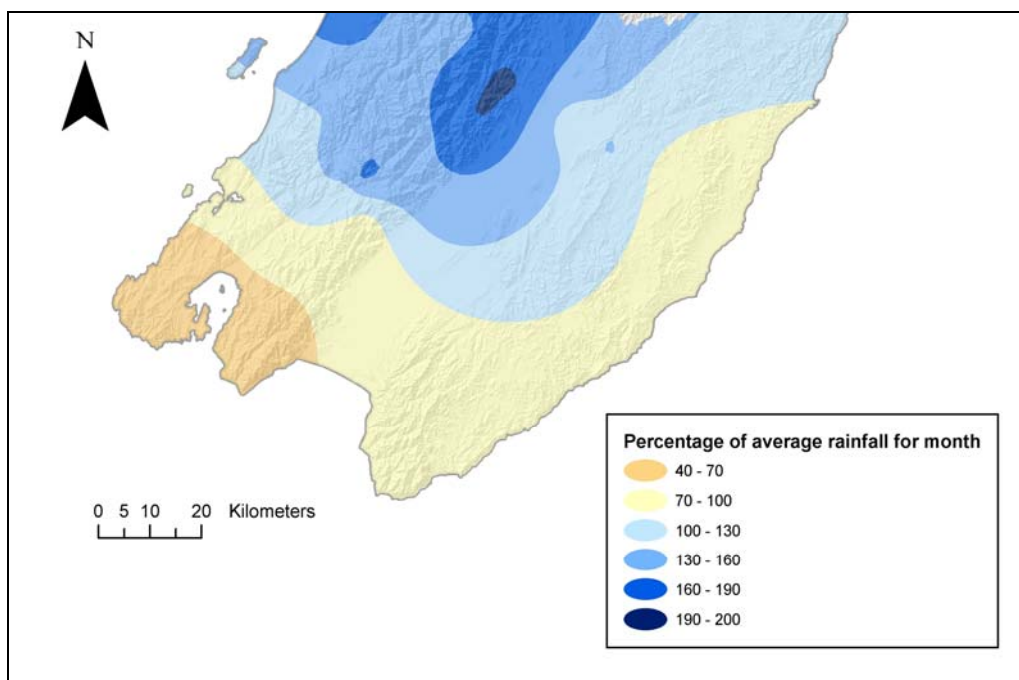 N
0 5 10 20 Kilometers
Percentage of average rainfall for month
40 - 70
70 - 100
100 - 130
130 - 160
160 - 190
190 - 200